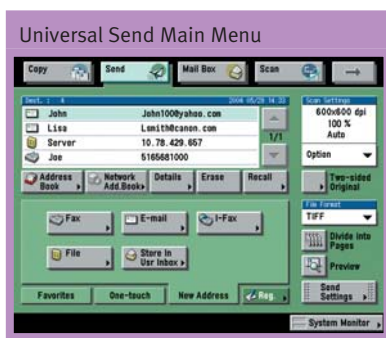 Universal Send Main Menu
Copy Send Mail Box Scan
Dest. : 4 2004 05/28 14:33
John John100@yahoo.com
Lisa Lsmith@canon.com
Server 10.78.429.657
Joe 5165681000
1/1
Address Book
Network Add.Book
Details Erase Recall
Fax E-mail I-Fax
File Store In Usr Inbox
Favorites One-touch New Address Reg.
Scan Settings
600x600 dpi
100 %
Auto
Option
Two-sided
Original
File Format
TIFF
Divide into
Pages
Preview
Send
Settings
System Monitor